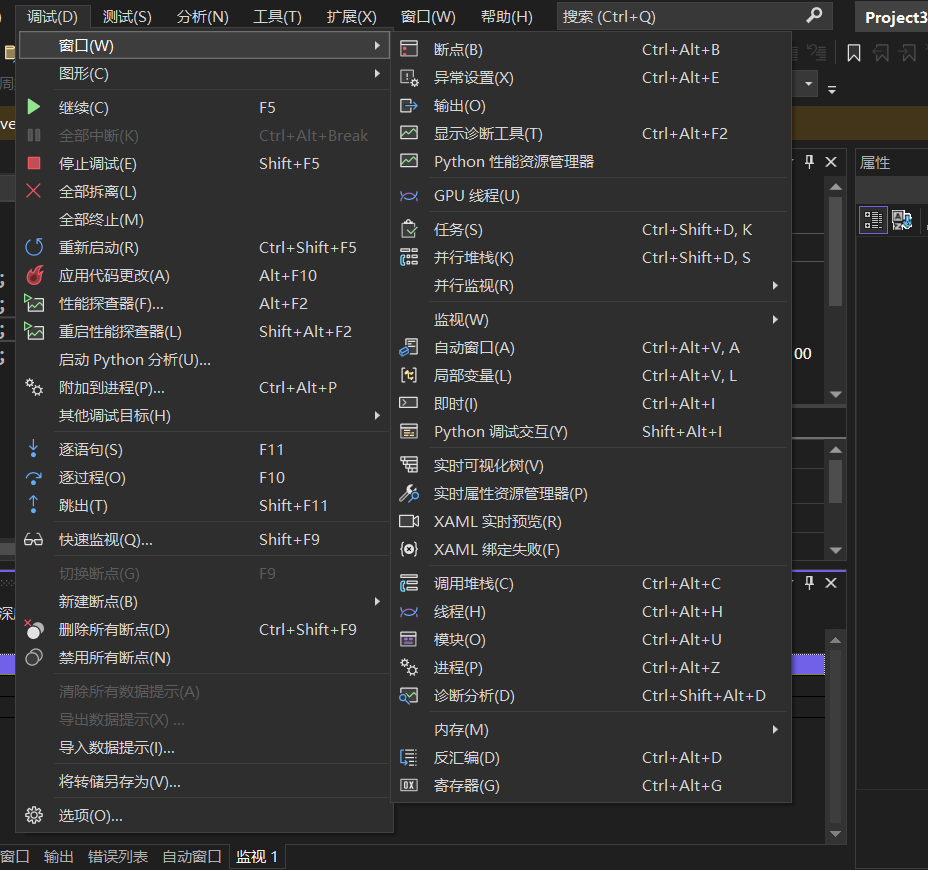 调试(D) 测试(S) 分析(N) 工具(T) 扩展(X) 窗口(W) 帮助(H) 搜索 (Ctrl+Q) Project3
窗口(W)
图形(C)
继续(C) F5
全部中断(K) Ctrl+Alt+Break
停止调试(E) Shift+F5
全部拆离(L)
全部终止(M)
重新启动(R) Ctrl+Shift+F5
应用代码更改(A) Alt+F10
性能探查器(F)... Alt+F2
重启性能探查器(L) Shift+Alt+F2
启动 Python 分析(U)...
附加到进程(P)... Ctrl+Alt+P
其他调试目标(H)
逐语句(S) F11
逐过程(O) F10
跳出(T) Shift+F11
快速监视(Q)... Shift+F9
切换断点(G) F9
新建断点(B)
删除所有断点(D) Ctrl+Shift+F9
禁用所有断点(N)
清除所有数据提示(A)
导出数据提示(X) ...
导入数据提示(I)...
将转储另存为(V)...
选项(O)...
断点(B) Ctrl+Alt+B
异常设置(X) Ctrl+Alt+E
输出(O)
显示诊断工具(T) Ctrl+Alt+F2
Python 性能资源管理器
GPU 线程(U)
任务(S) Ctrl+Shift+D, K
并行堆栈(K) Ctrl+Shift+D, S
并行监视(R)
监视(W)
自动窗口(A) Ctrl+Alt+V, A
局部变量(L) Ctrl+Alt+V, L
即时(I) Ctrl+Alt+I
Python 调试交互(Y) Shift+Alt+I
实时可视化树(V)
实时属性资源管理器(P)
XAML 实时预览(R)
XAML 绑定失败(F)
调用堆栈(C) Ctrl+Alt+C
线程(H) Ctrl+Alt+H
模块(O) Ctrl+Alt+U
进程(P) Ctrl+Alt+Z
诊断分析(D) Ctrl+Shift+Alt+D
内存(M)
反汇编(D) Ctrl+Alt+D
寄存器(G) Ctrl+Alt+G
属性
00
窗口 输出 错误列表 自动窗口 监视 1